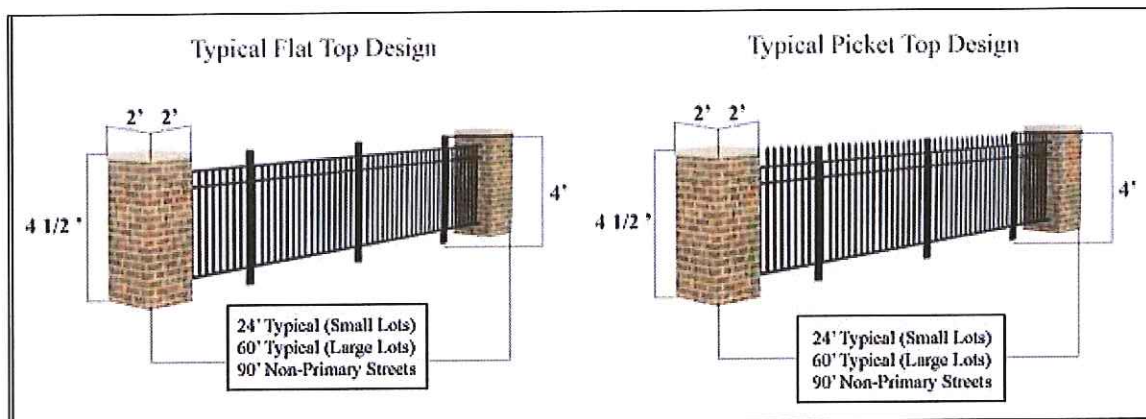 Typical Flat Top Design
2' 2'
4 1/2 '
4'
24' Typical (Small Lots)
60' Typical (Large Lots)
90' Non-Primary Streets
Typical Picket Top Design
2' 2'
4 1/2 '
4'
24' Typical (Small Lots)
60' Typical (Large Lots)
90' Non-Primary Streets